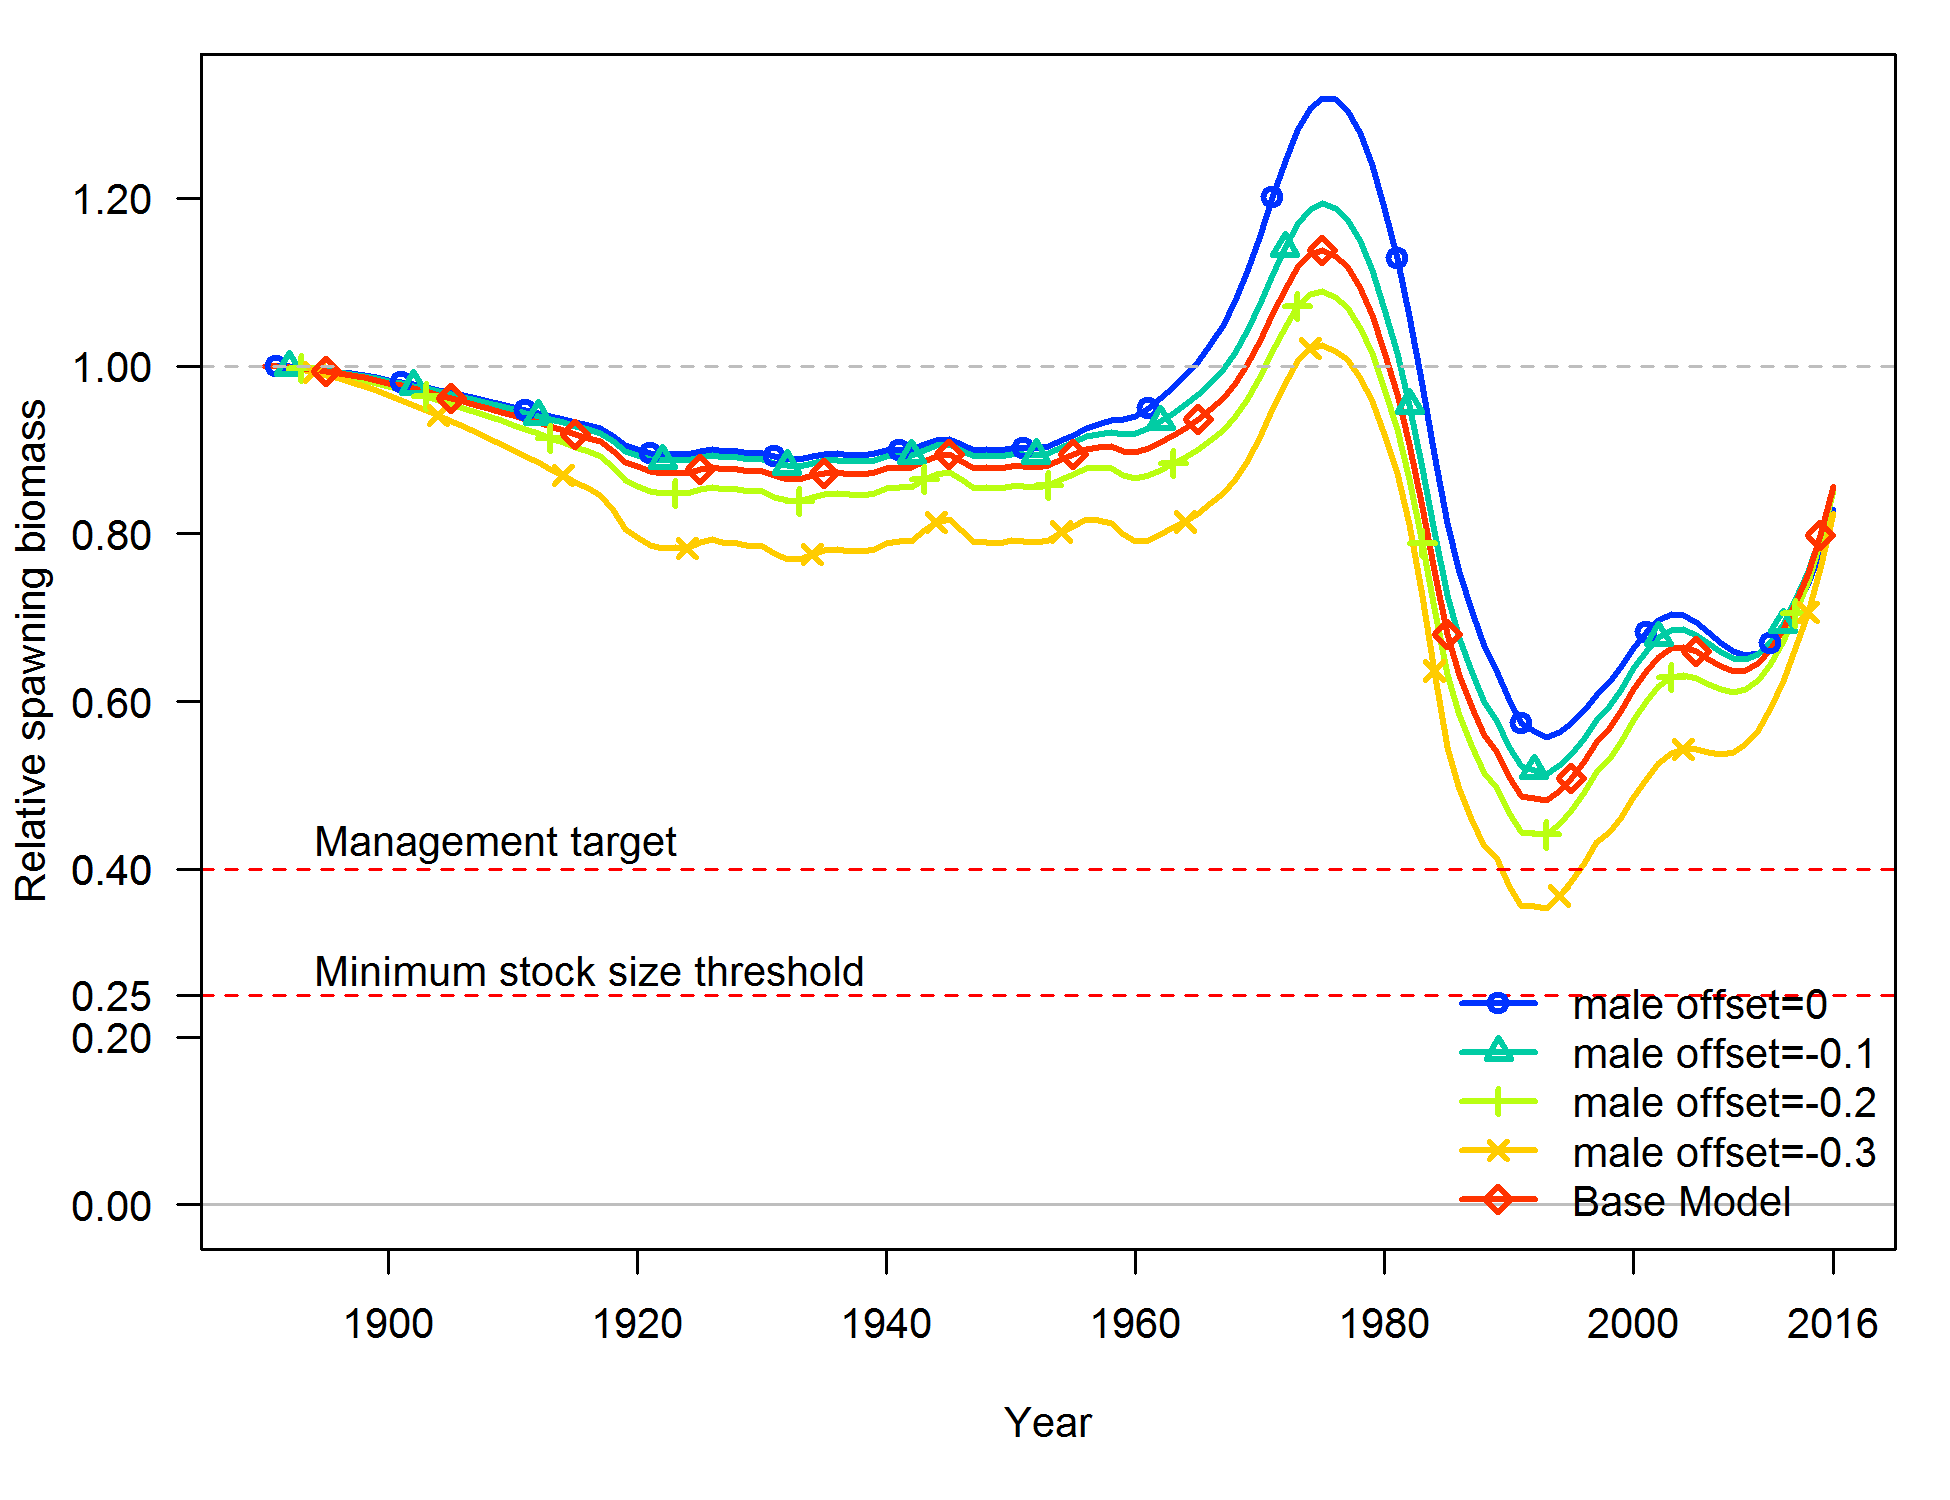 Relative spawning biomass
1.20
1.00
0.80
0.60
0.40
0.25
0.20
0.00
Management target
Minimum stock size threshold
male offset=0
male offset=-0.1
male offset=-0.2
male offset=-0.3
Base Model
1900 1920 1940 1960 1980 2000 2016
Year